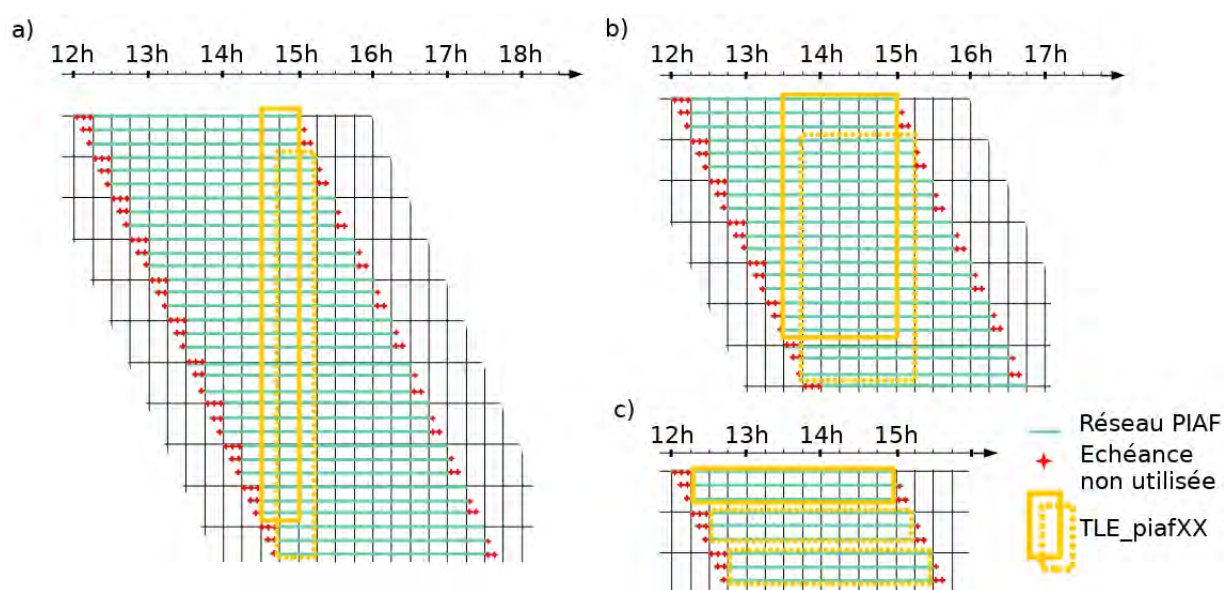 a)
12h 13h 14h 15h 16h 17h 18h
b)
12h 13h 14h 15h 16h 17h
c)
12h 13h 14h 15h
Réseau PIAF
Echéance
non utilisée
TLE_piafXX